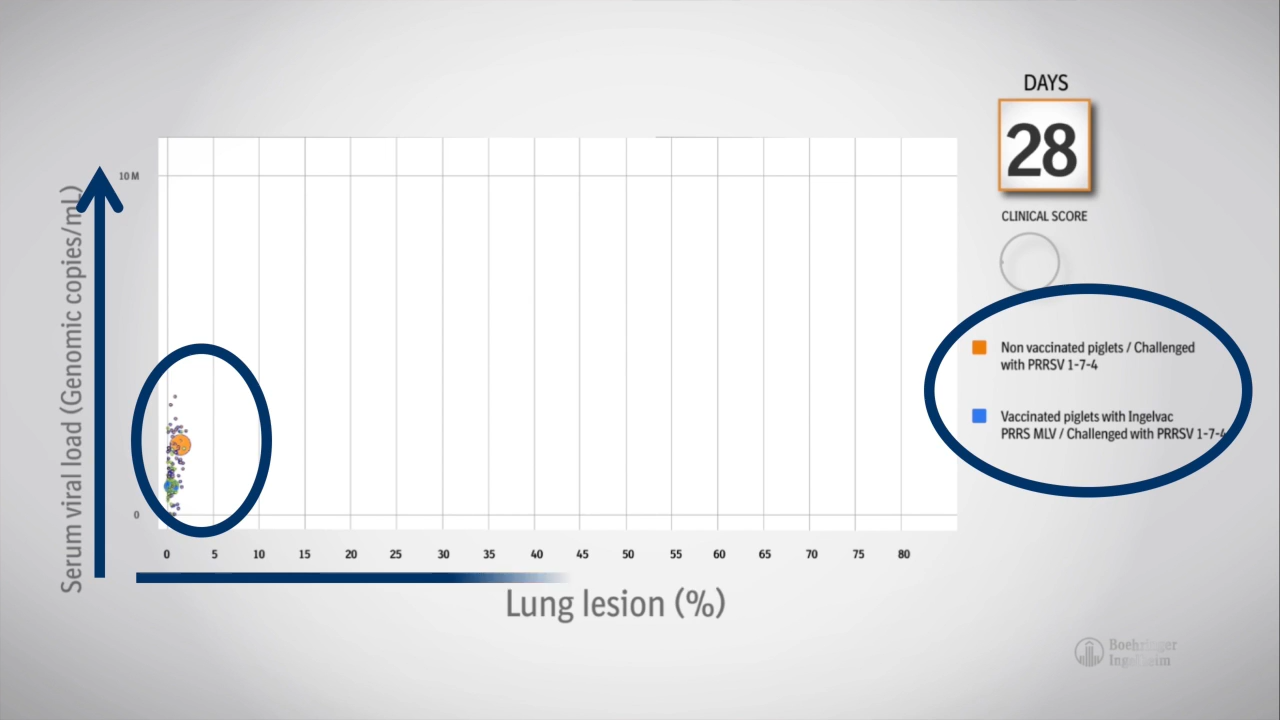 DAYS
28
CLINICAL SCORE
Serum viral load (Genomic copies/mL)
10 M
0
Non vaccinated piglets / Challenged
with PRRSV 1-7-4
Vaccinated piglets with Ingelvac
PRRS MLV / Challenged with PRRSV 1-7-4
0 5 10 15 20 25 30 35 40 45 50 55 60 65 70 75 80
Lung lesion (%)
Boehringer
Ingelheim